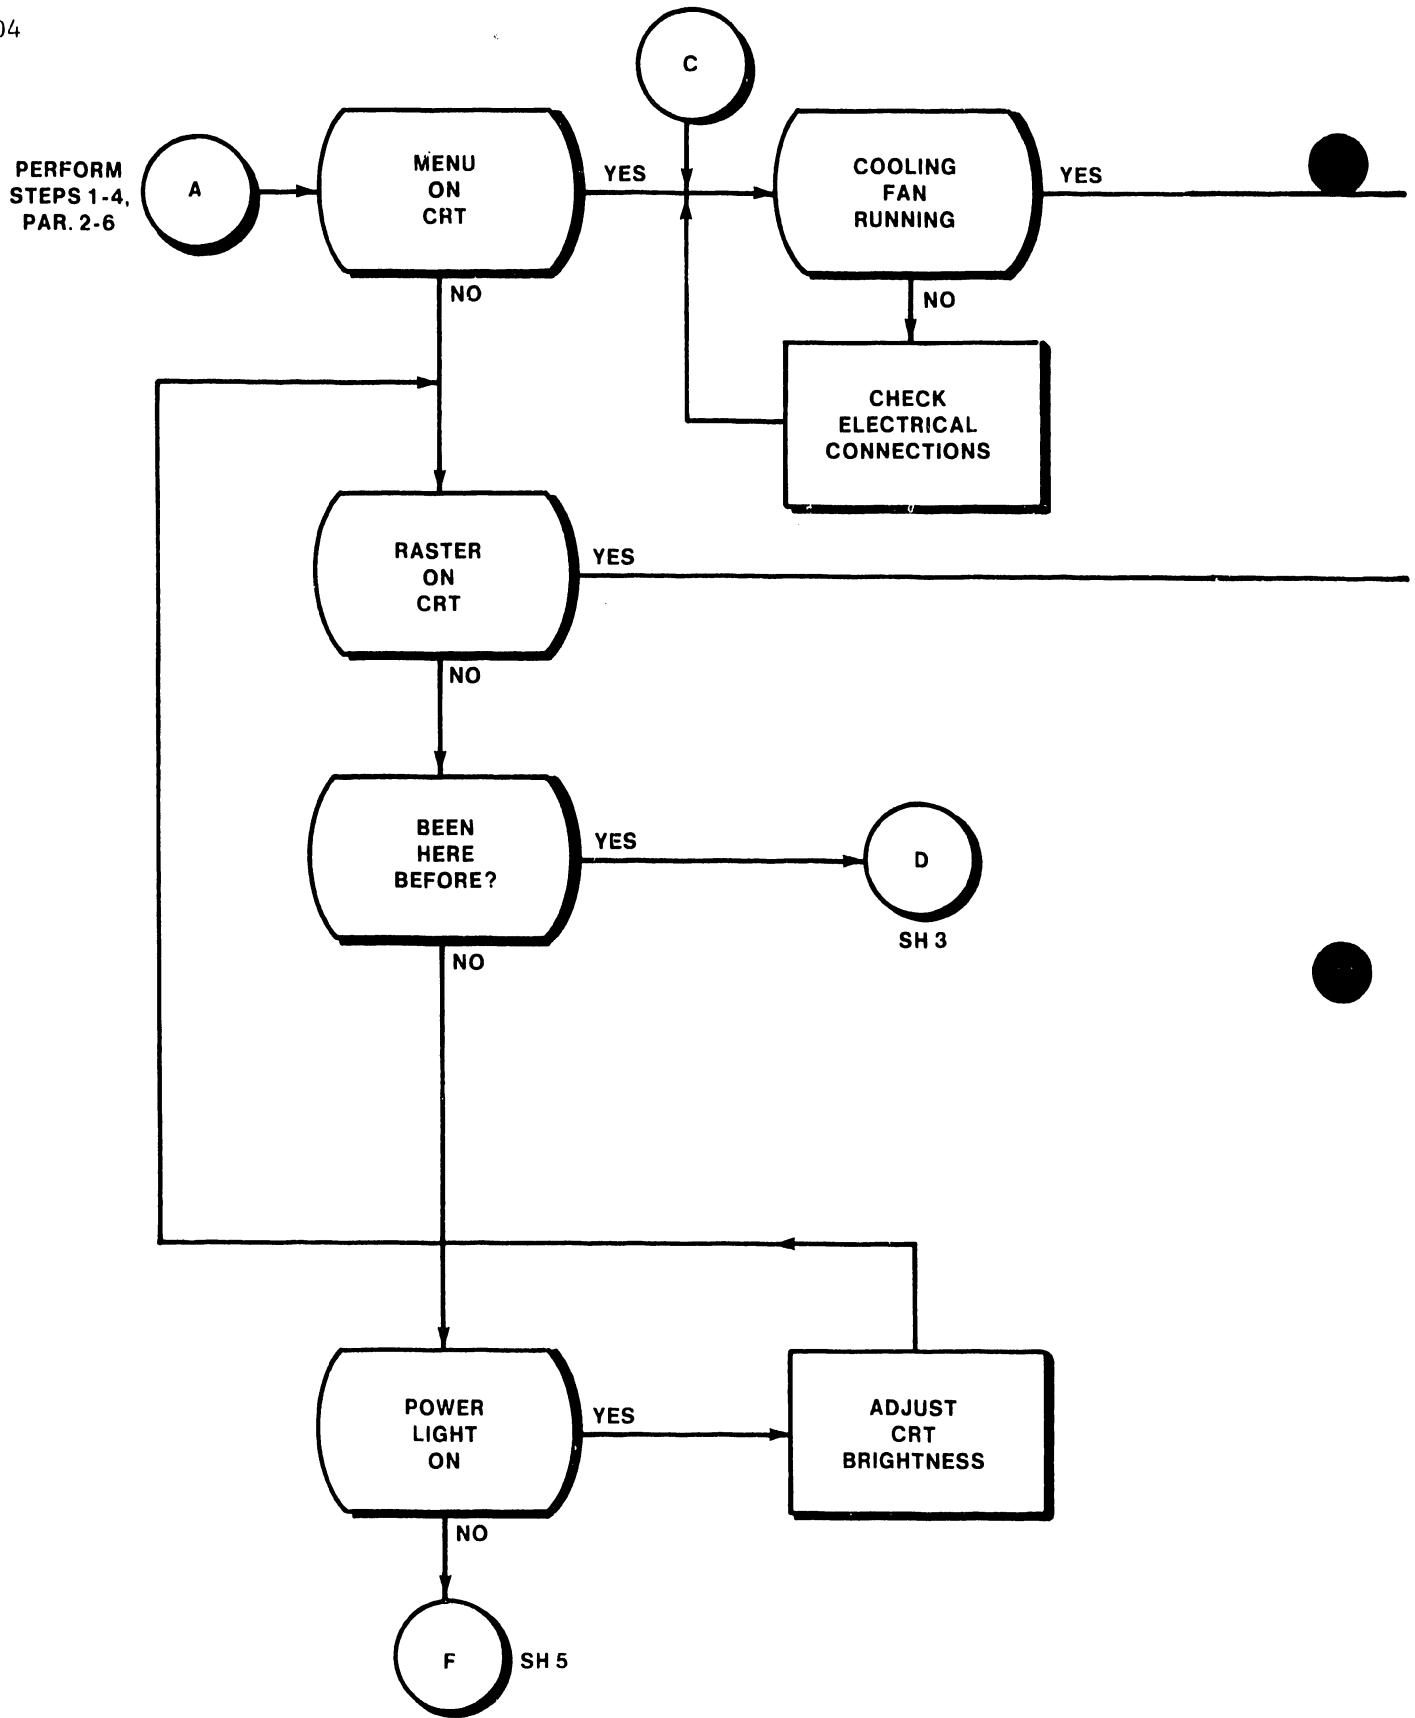 04
C
PERFORM
STEPS 1-4,
PAR. 2-6
A
MENU
ON
CRT
YES
COOLING
FAN
RUNNING
YES
NO
NO
CHECK
ELECTRICAL
CONNECTIONS
RASTER
ON
CRT
YES
NO
BEEN
HERE
BEFORE?
YES
D
SH 3
NO
POWER
LIGHT
ON
YES
ADJUST
CRT
BRIGHTNESS
NO
F
SH 5